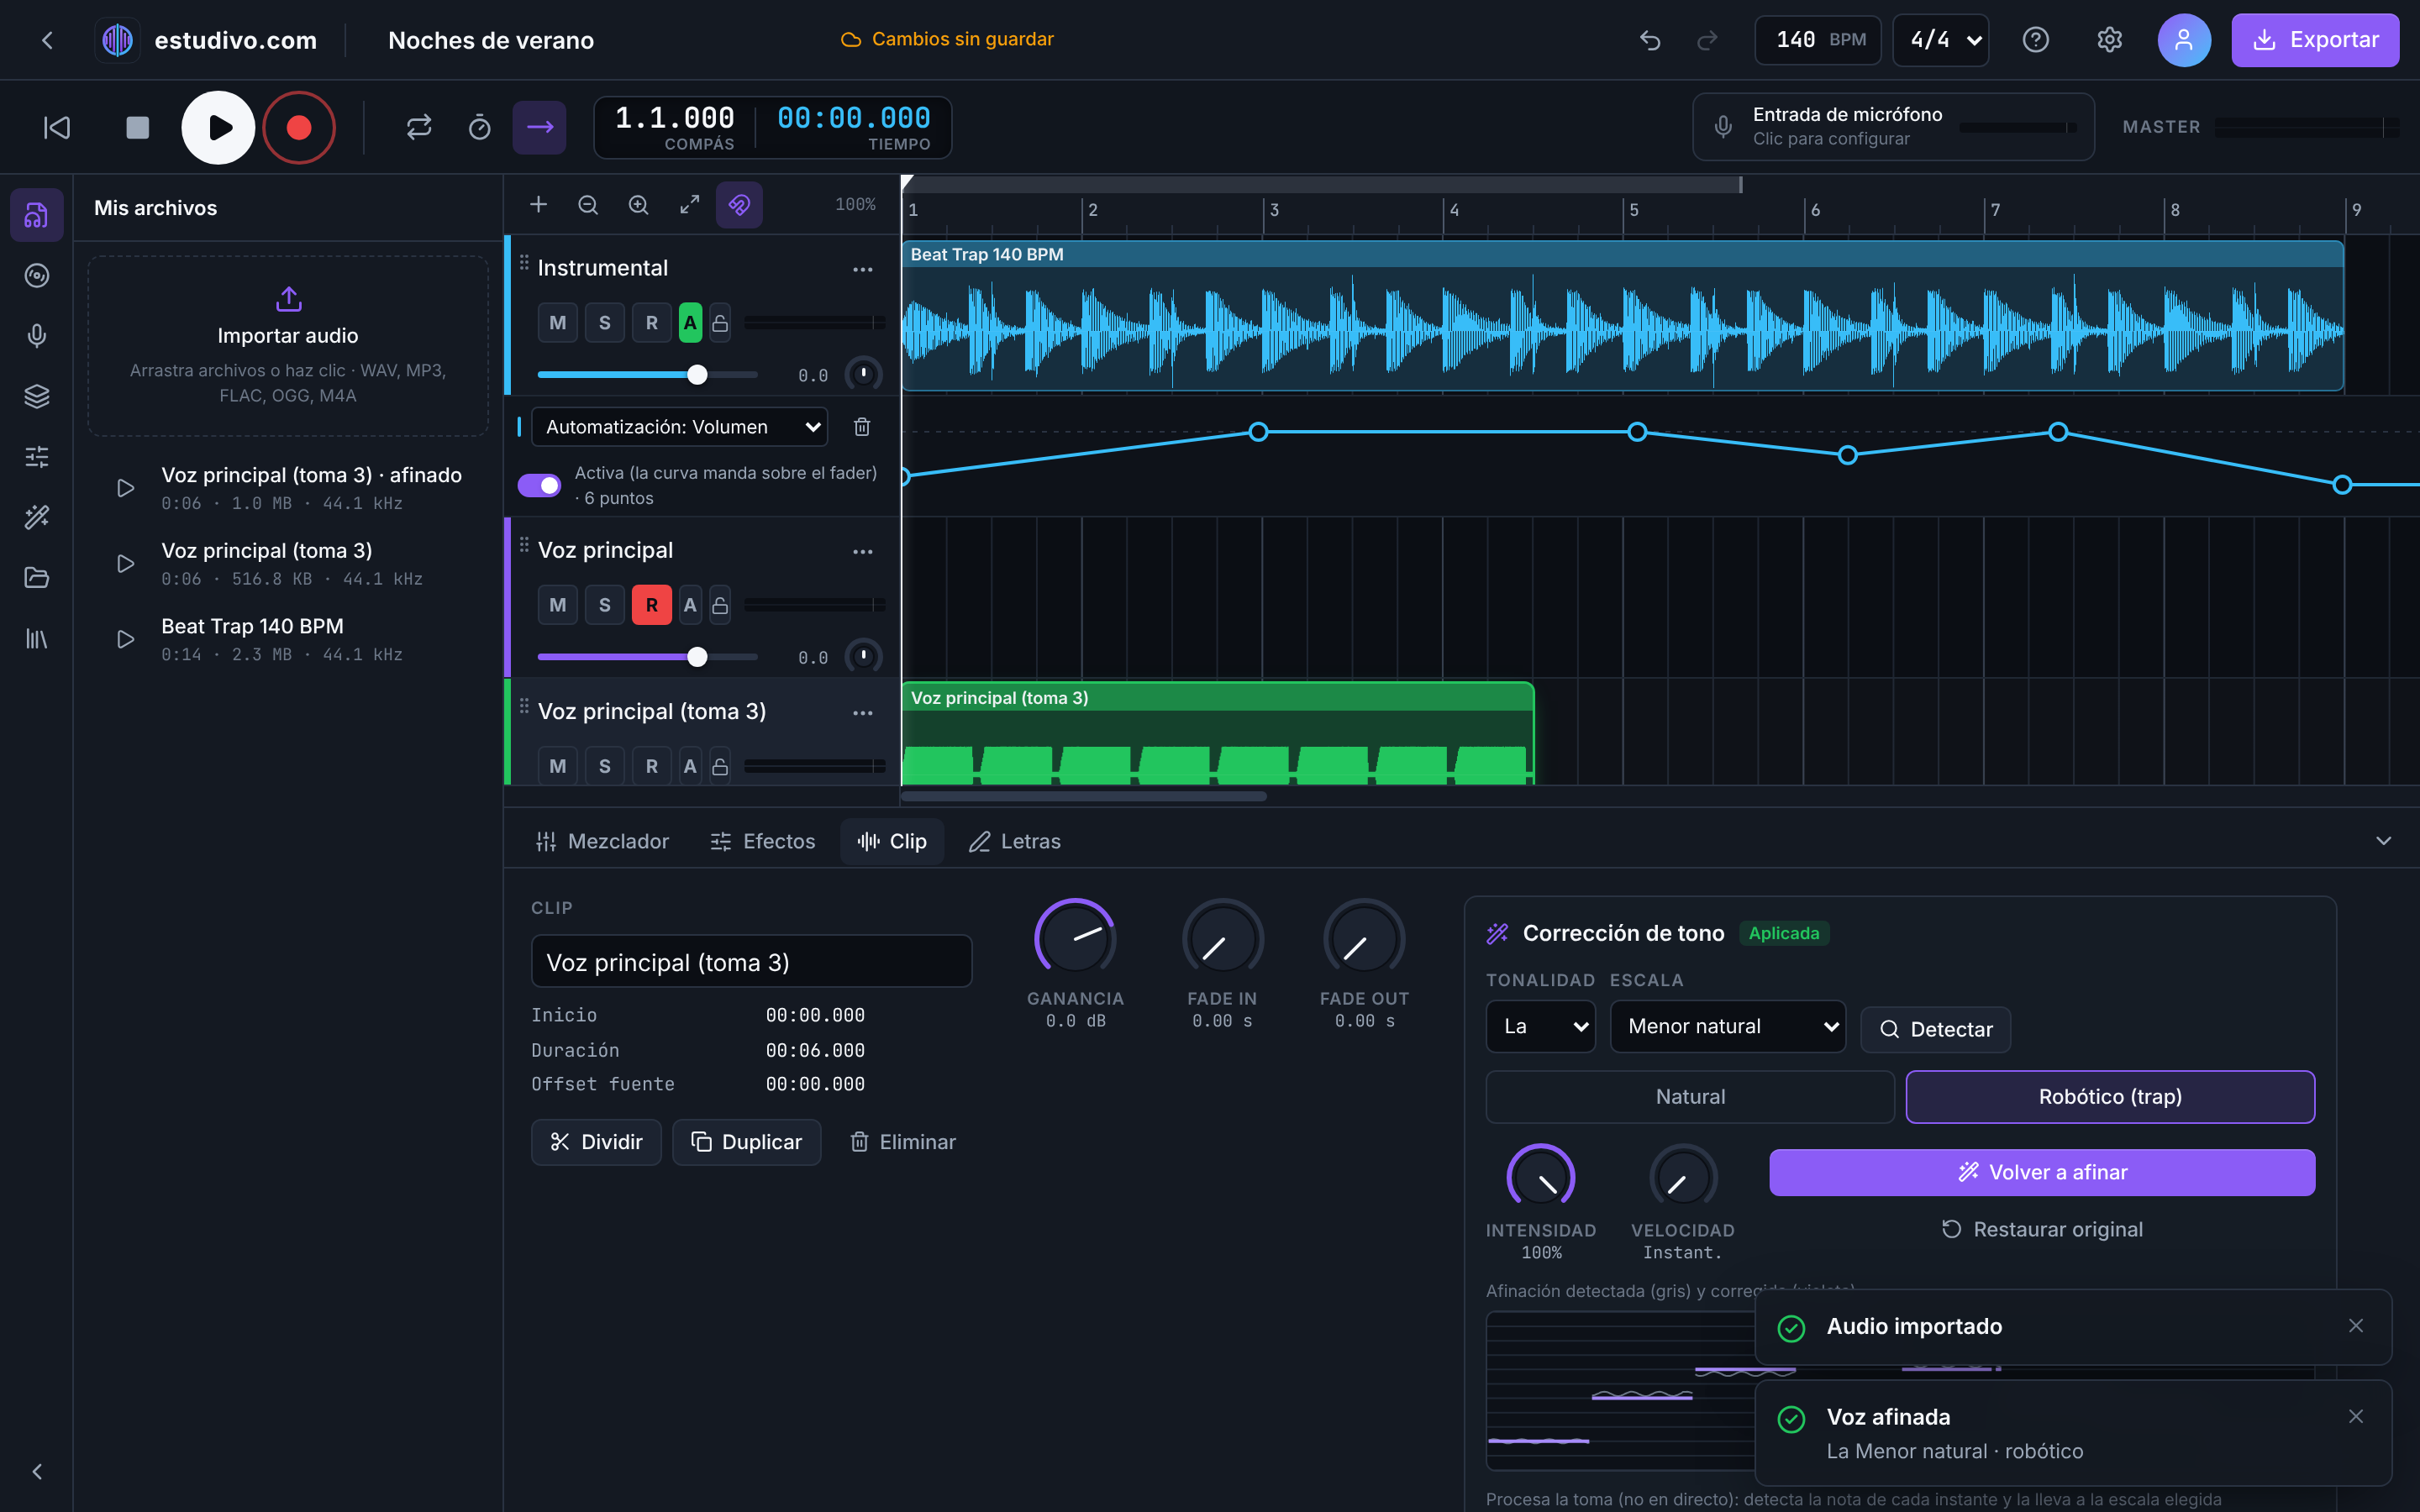 estudivo.com
Noches de verano
Cambios sin guardar
140 BPM
4/4
Exportar
1.1.000
COMPÁS
00:00.000
TIEMPO
Entrada de micrófono
Clic para configurar
MASTER
Mis archivos
Importar audio
Arrastra archivos o haz clic · WAV, MP3,
FLAC, OGG, M4A
Voz principal (toma 3) · afinado
0:06 · 1.0 MB · 44.1 kHz
Voz principal (toma 3)
0:06 · 516.8 KB · 44.1 kHz
Beat Trap 140 BPM
0:14 · 2.3 MB · 44.1 kHz
100%
1 2 3 4 5 6 7 8 9
Instrumental
M S R A
0.0
Beat Trap 140 BPM
Automatización: Volumen
Activa (la curva manda sobre el fader)
· 6 puntos
Voz principal
M S R A
0.0
Voz principal (toma 3)
M S R A
Voz principal (toma 3)
Mezclador
Efectos
Clip
Letras
CLIP
Voz principal (toma 3)
Inicio 00:00.000
Duración 00:06.000
Offset fuente 00:00.000
Dividir
Duplicar
Eliminar
GANANCIA
0.0 dB
FADE IN
0.00 s
FADE OUT
0.00 s
Corrección de tono
Aplicada
TONALIDAD ESCALA
La
Menor natural
Detectar
Natural
Robótico (trap)
INTENSIDAD
100%
VELOCIDAD
Instant.
Volver a afinar
Restaurar original
Afinación detectada (gris) y corregida (violeta)
Audio importado
Voz afinada
La Menor natural · robótico
Procesa la toma (no en directo): detecta la nota de cada instante y la lleva a la escala elegida